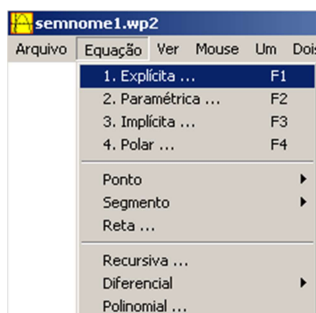 semnome1.wp2
Arquivo Equação Ver Mouse Um Dois
1. Explícita ... F1
2. Paramétrica ... F2
3. Implícita ... F3
4. Polar ... F4
Ponto
Segmento
Reta ...
Recursiva ...
Diferencial
Polinomial ...